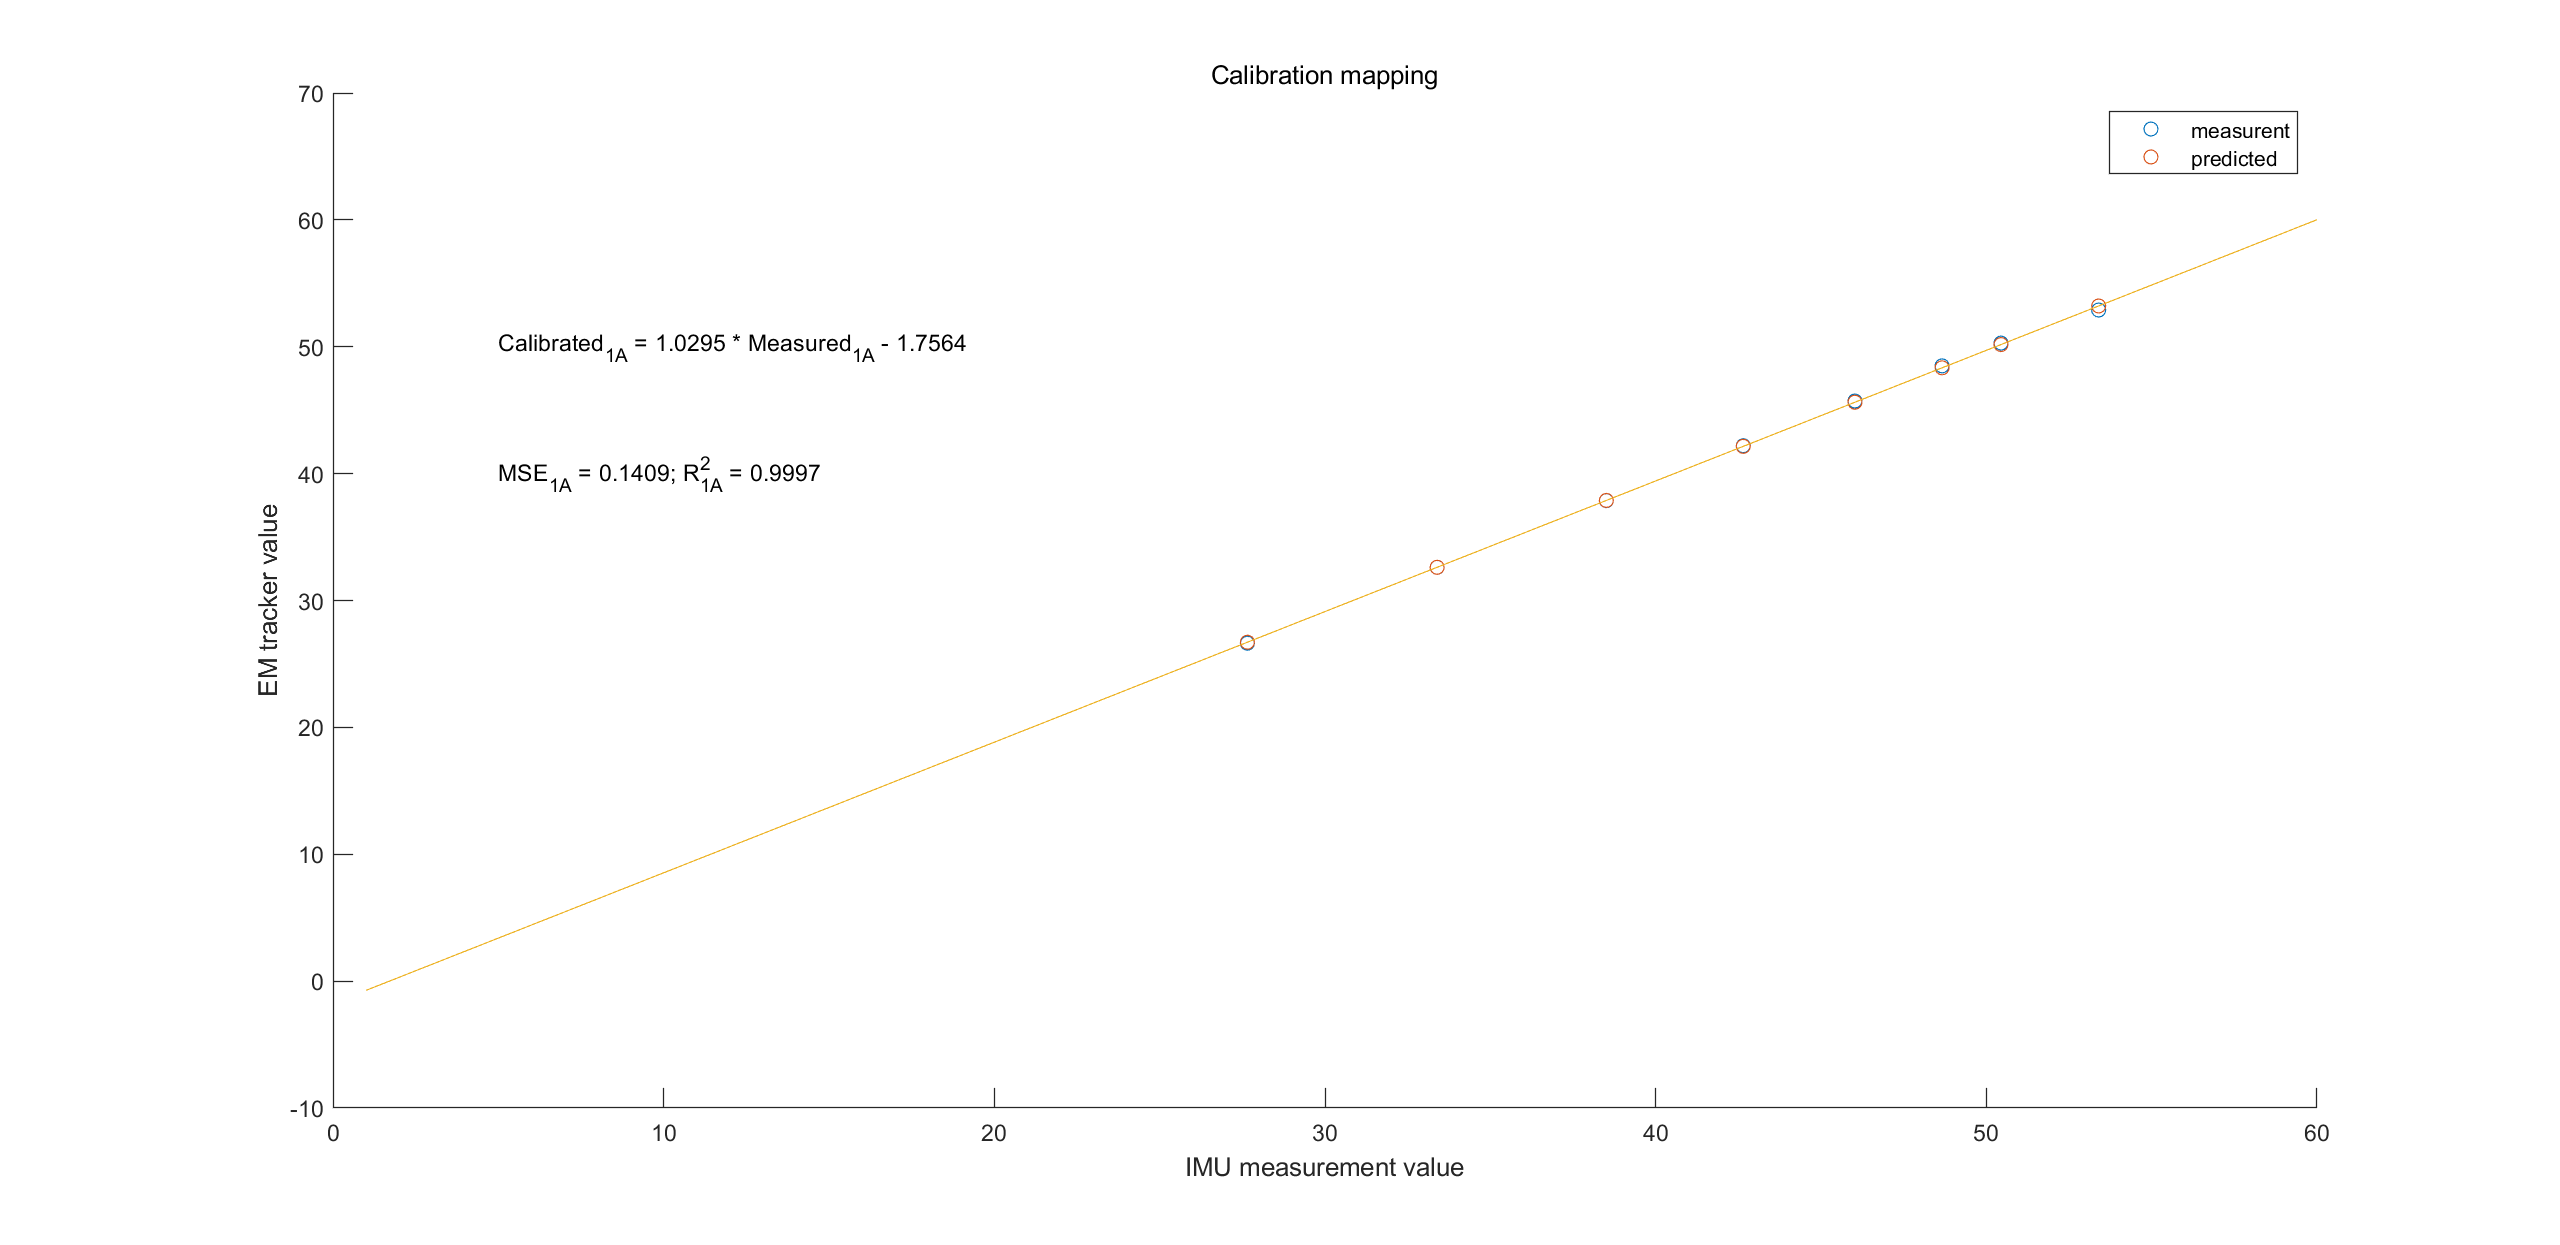 Calibration mapping
70
60
50
40
30
20
10
0
-10
EM tracker value
measurent
predicted
Calibrated1A = 1.0295 * Measured1A - 1.7564
MSE1A = 0.1409; R²1A = 0.9997
0 10 20 30 40 50 60
IMU measurement value